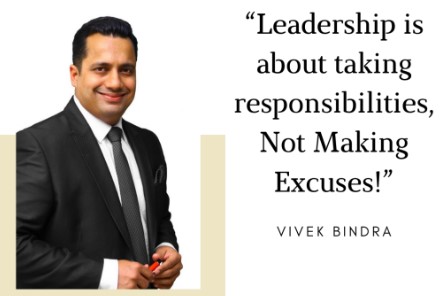 “Leadership is
about taking
responsibilities,
Not Making
Excuses!”
VIVEK BINDRA